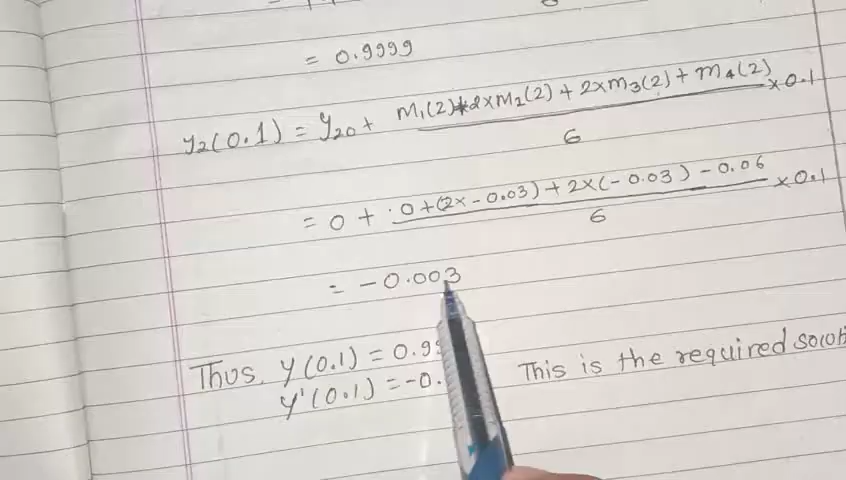 = 0.9999
y₂(0.1) = y₂₀ + m₁(2)+2×m₂(2) + 2×m₃(2) + m₄(2) ×0.1
6
= 0 + 0+(2×-0.03) + 2×(-0.03) - 0.06 ×0.1
6
= -0.003
Thus, y(0.1) = 0.99 This is the required
y'(0.1) = -0.